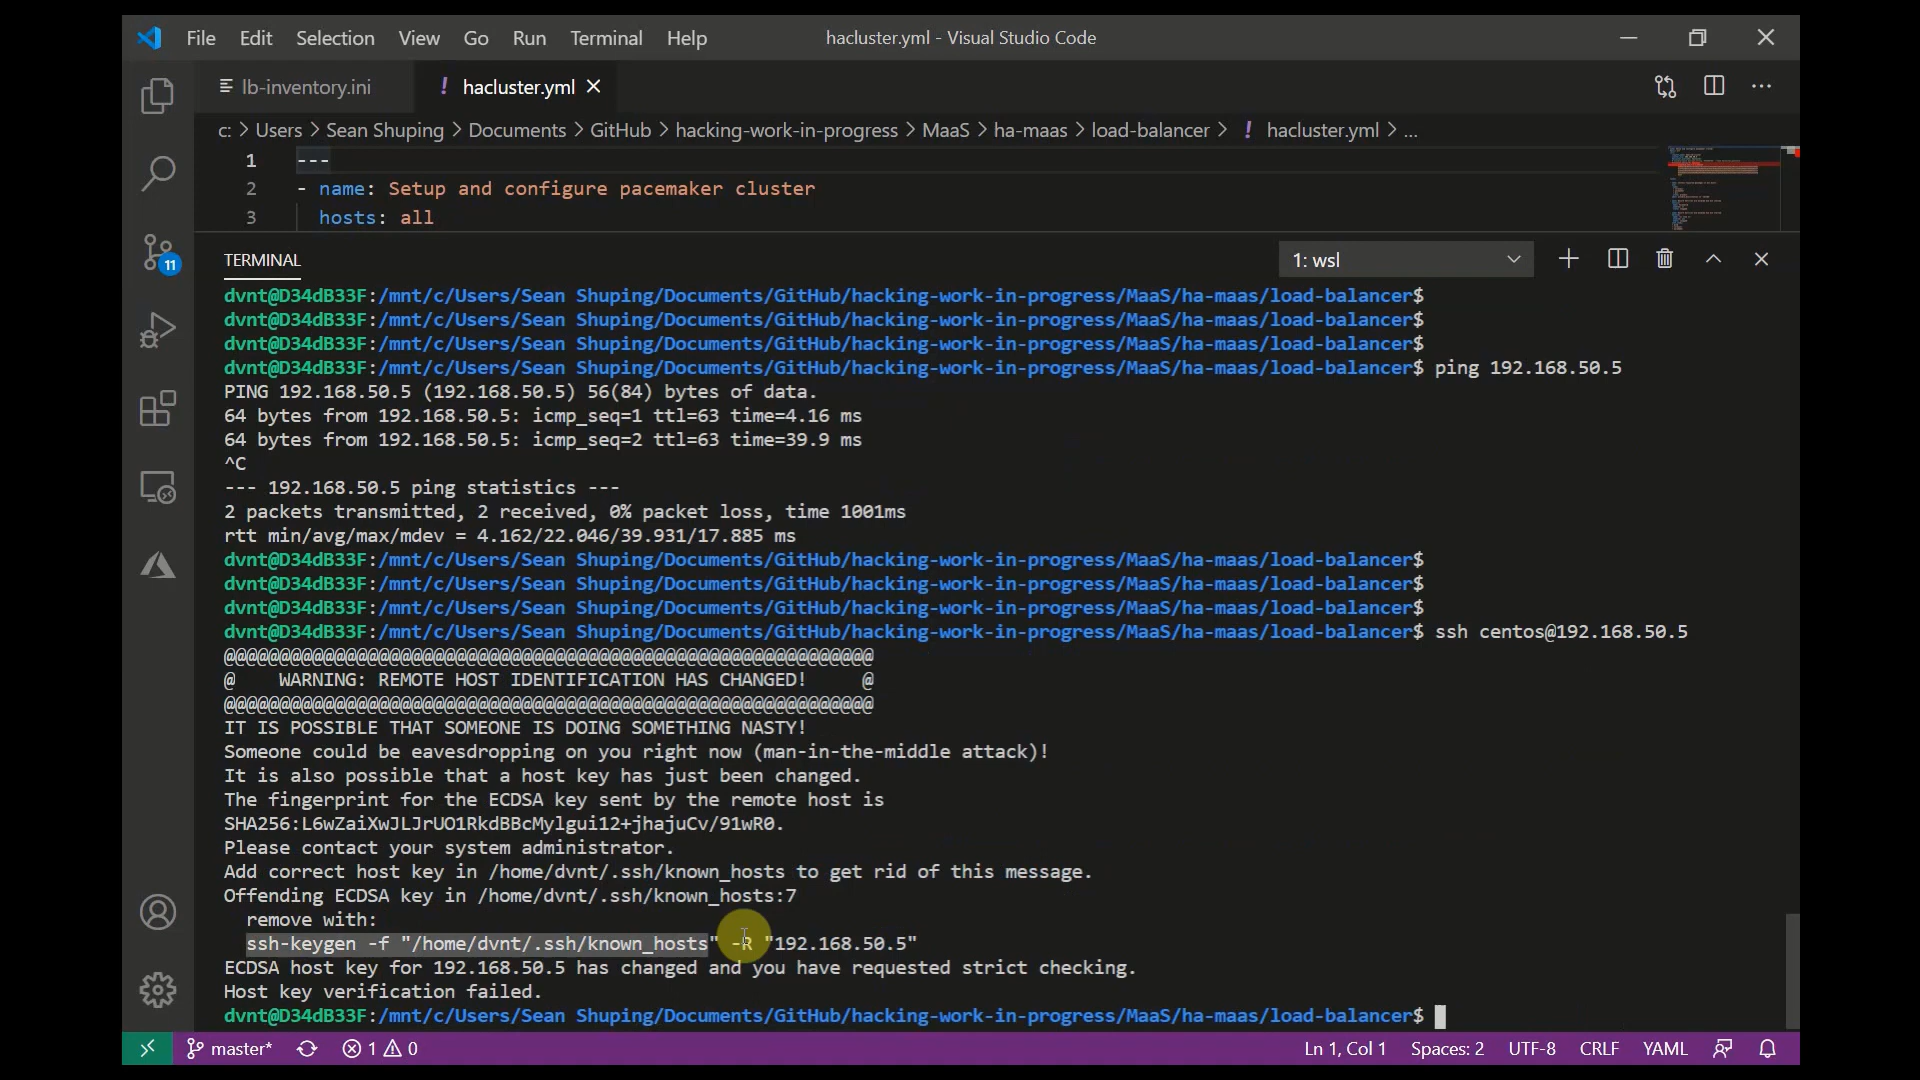 File Edit Selection View Go Run Terminal Help hacluster.yml - Visual Studio Code
lb-inventory.ini ! hacluster.yml
c: > Users > Sean Shuping > Documents > GitHub > hacking-work-in-progress > MaaS > ha-maas > load-balancer > ! hacluster.yml > ...
1 ---
2 - name: Setup and configure pacemaker cluster
3 hosts: all
11
TERMINAL 1: wsl
dvnt@D34dB33F:/mnt/c/Users/Sean Shuping/Documents/GitHub/hacking-work-in-progress/MaaS/ha-maas/load-balancer$
dvnt@D34dB33F:/mnt/c/Users/Sean Shuping/Documents/GitHub/hacking-work-in-progress/MaaS/ha-maas/load-balancer$
dvnt@D34dB33F:/mnt/c/Users/Sean Shuping/Documents/GitHub/hacking-work-in-progress/MaaS/ha-maas/load-balancer$
dvnt@D34dB33F:/mnt/c/Users/Sean Shuping/Documents/GitHub/hacking-work-in-progress/MaaS/ha-maas/load-balancer$ ping 192.168.50.5
PING 192.168.50.5 (192.168.50.5) 56(84) bytes of data.
64 bytes from 192.168.50.5: icmp_seq=1 ttl=63 time=4.16 ms
64 bytes from 192.168.50.5: icmp_seq=2 ttl=63 time=39.9 ms
^C
--- 192.168.50.5 ping statistics ---
2 packets transmitted, 2 received, 0% packet loss, time 1001ms
rtt min/avg/max/mdev = 4.162/22.046/39.931/17.885 ms
dvnt@D34dB33F:/mnt/c/Users/Sean Shuping/Documents/GitHub/hacking-work-in-progress/MaaS/ha-maas/load-balancer$
dvnt@D34dB33F:/mnt/c/Users/Sean Shuping/Documents/GitHub/hacking-work-in-progress/MaaS/ha-maas/load-balancer$
dvnt@D34dB33F:/mnt/c/Users/Sean Shuping/Documents/GitHub/hacking-work-in-progress/MaaS/ha-maas/load-balancer$
dvnt@D34dB33F:/mnt/c/Users/Sean Shuping/Documents/GitHub/hacking-work-in-progress/MaaS/ha-maas/load-balancer$ ssh centos@192.168.50.5
@@@@@@@@@@@@@@@@@@@@@@@@@@@@@@@@@@@@@@@@@@@@@@@@@@@@@@@@@@@
@    WARNING: REMOTE HOST IDENTIFICATION HAS CHANGED!     @
@@@@@@@@@@@@@@@@@@@@@@@@@@@@@@@@@@@@@@@@@@@@@@@@@@@@@@@@@@@
IT IS POSSIBLE THAT SOMEONE IS DOING SOMETHING NASTY!
Someone could be eavesdropping on you right now (man-in-the-middle attack)!
It is also possible that a host key has just been changed.
The fingerprint for the ECDSA key sent by the remote host is
SHA256:L6wZaiXwJLJrUO1RkdBBcMylgui12+jhajuCv/91wR0.
Please contact your system administrator.
Add correct host key in /home/dvnt/.ssh/known_hosts to get rid of this message.
Offending ECDSA key in /home/dvnt/.ssh/known_hosts:7
remove with:
ssh-keygen -f "/home/dvnt/.ssh/known_hosts" -R "192.168.50.5"
ECDSA host key for 192.168.50.5 has changed and you have requested strict checking.
Host key verification failed.
dvnt@D34dB33F:/mnt/c/Users/Sean Shuping/Documents/GitHub/hacking-work-in-progress/MaaS/ha-maas/load-balancer$
master* 1 0 Ln 1, Col 1 Spaces: 2 UTF-8 CRLF YAML